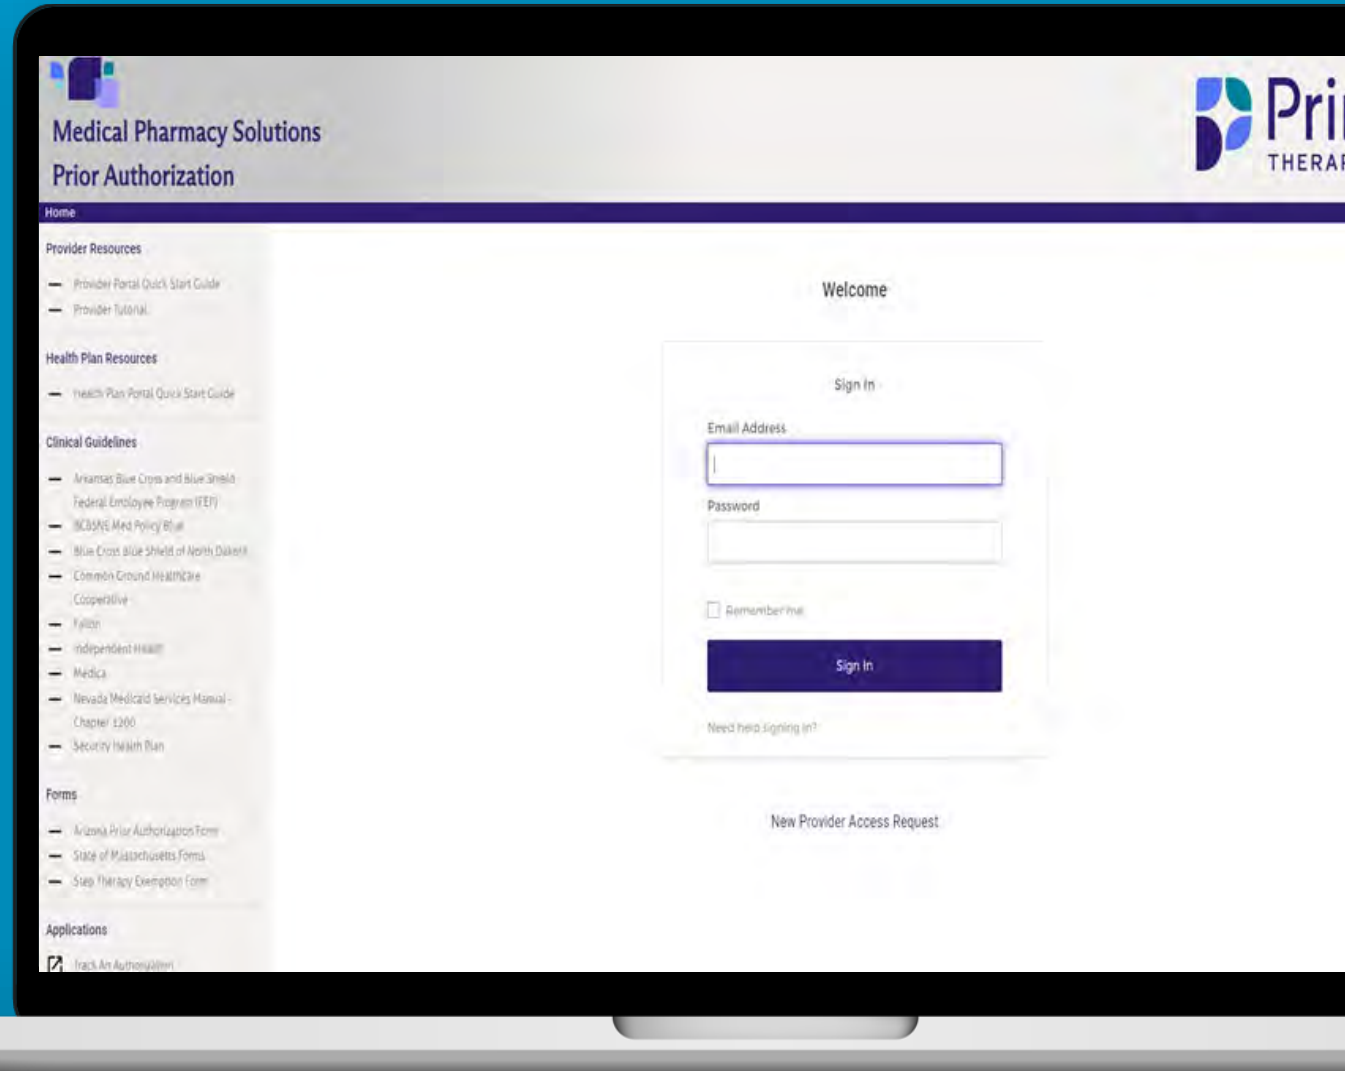 Medical Pharmacy Solutions
Prior Authorization
Pri
THERAP
Home
Provider Resources
Provider Portal Quick Start Guide
Provider Tutorial
Health Plan Resources
Health Plan Portal Quick Start Guide
Clinical Guidelines
Arkansas Blue Cross and Blue Shield
Federal Employee Program (FEP)
BCBSNE Med Policy Blue
Blue Cross Blue Shield of North Dakota
Common Ground Healthcare
Cooperative
Fallon
Independent Health
Medica
Nevada Medicaid Services Manual -
Chapter 1200
Security Health Plan
Forms
Arizona Prior Authorization Form
State of Massachusetts Forms
Step Therapy Exemption Form
Applications
Track An Authorization
Welcome
Sign In
Email Address
Password
Remember me
Sign In
Need help signing in?
New Provider Access Request